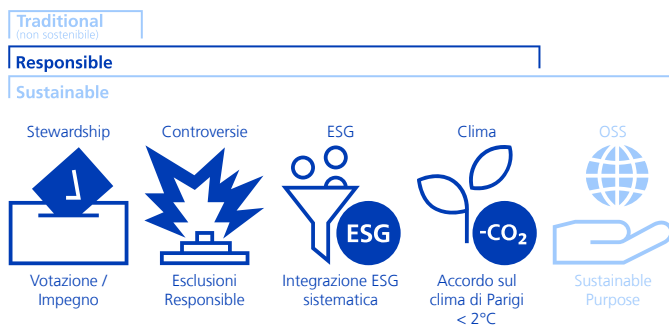 Traditional
(non sostenibile)
Responsible
Sustainable
Stewardship
Controversie
ESG
Clima
OSS
ESG
-CO₂
Votazione /
Impegno
Esclusioni
Responsible
Integrazione ESG
sistematica
Accordo sul
clima di Parigi
< 2°C
Sustainable
Purpose